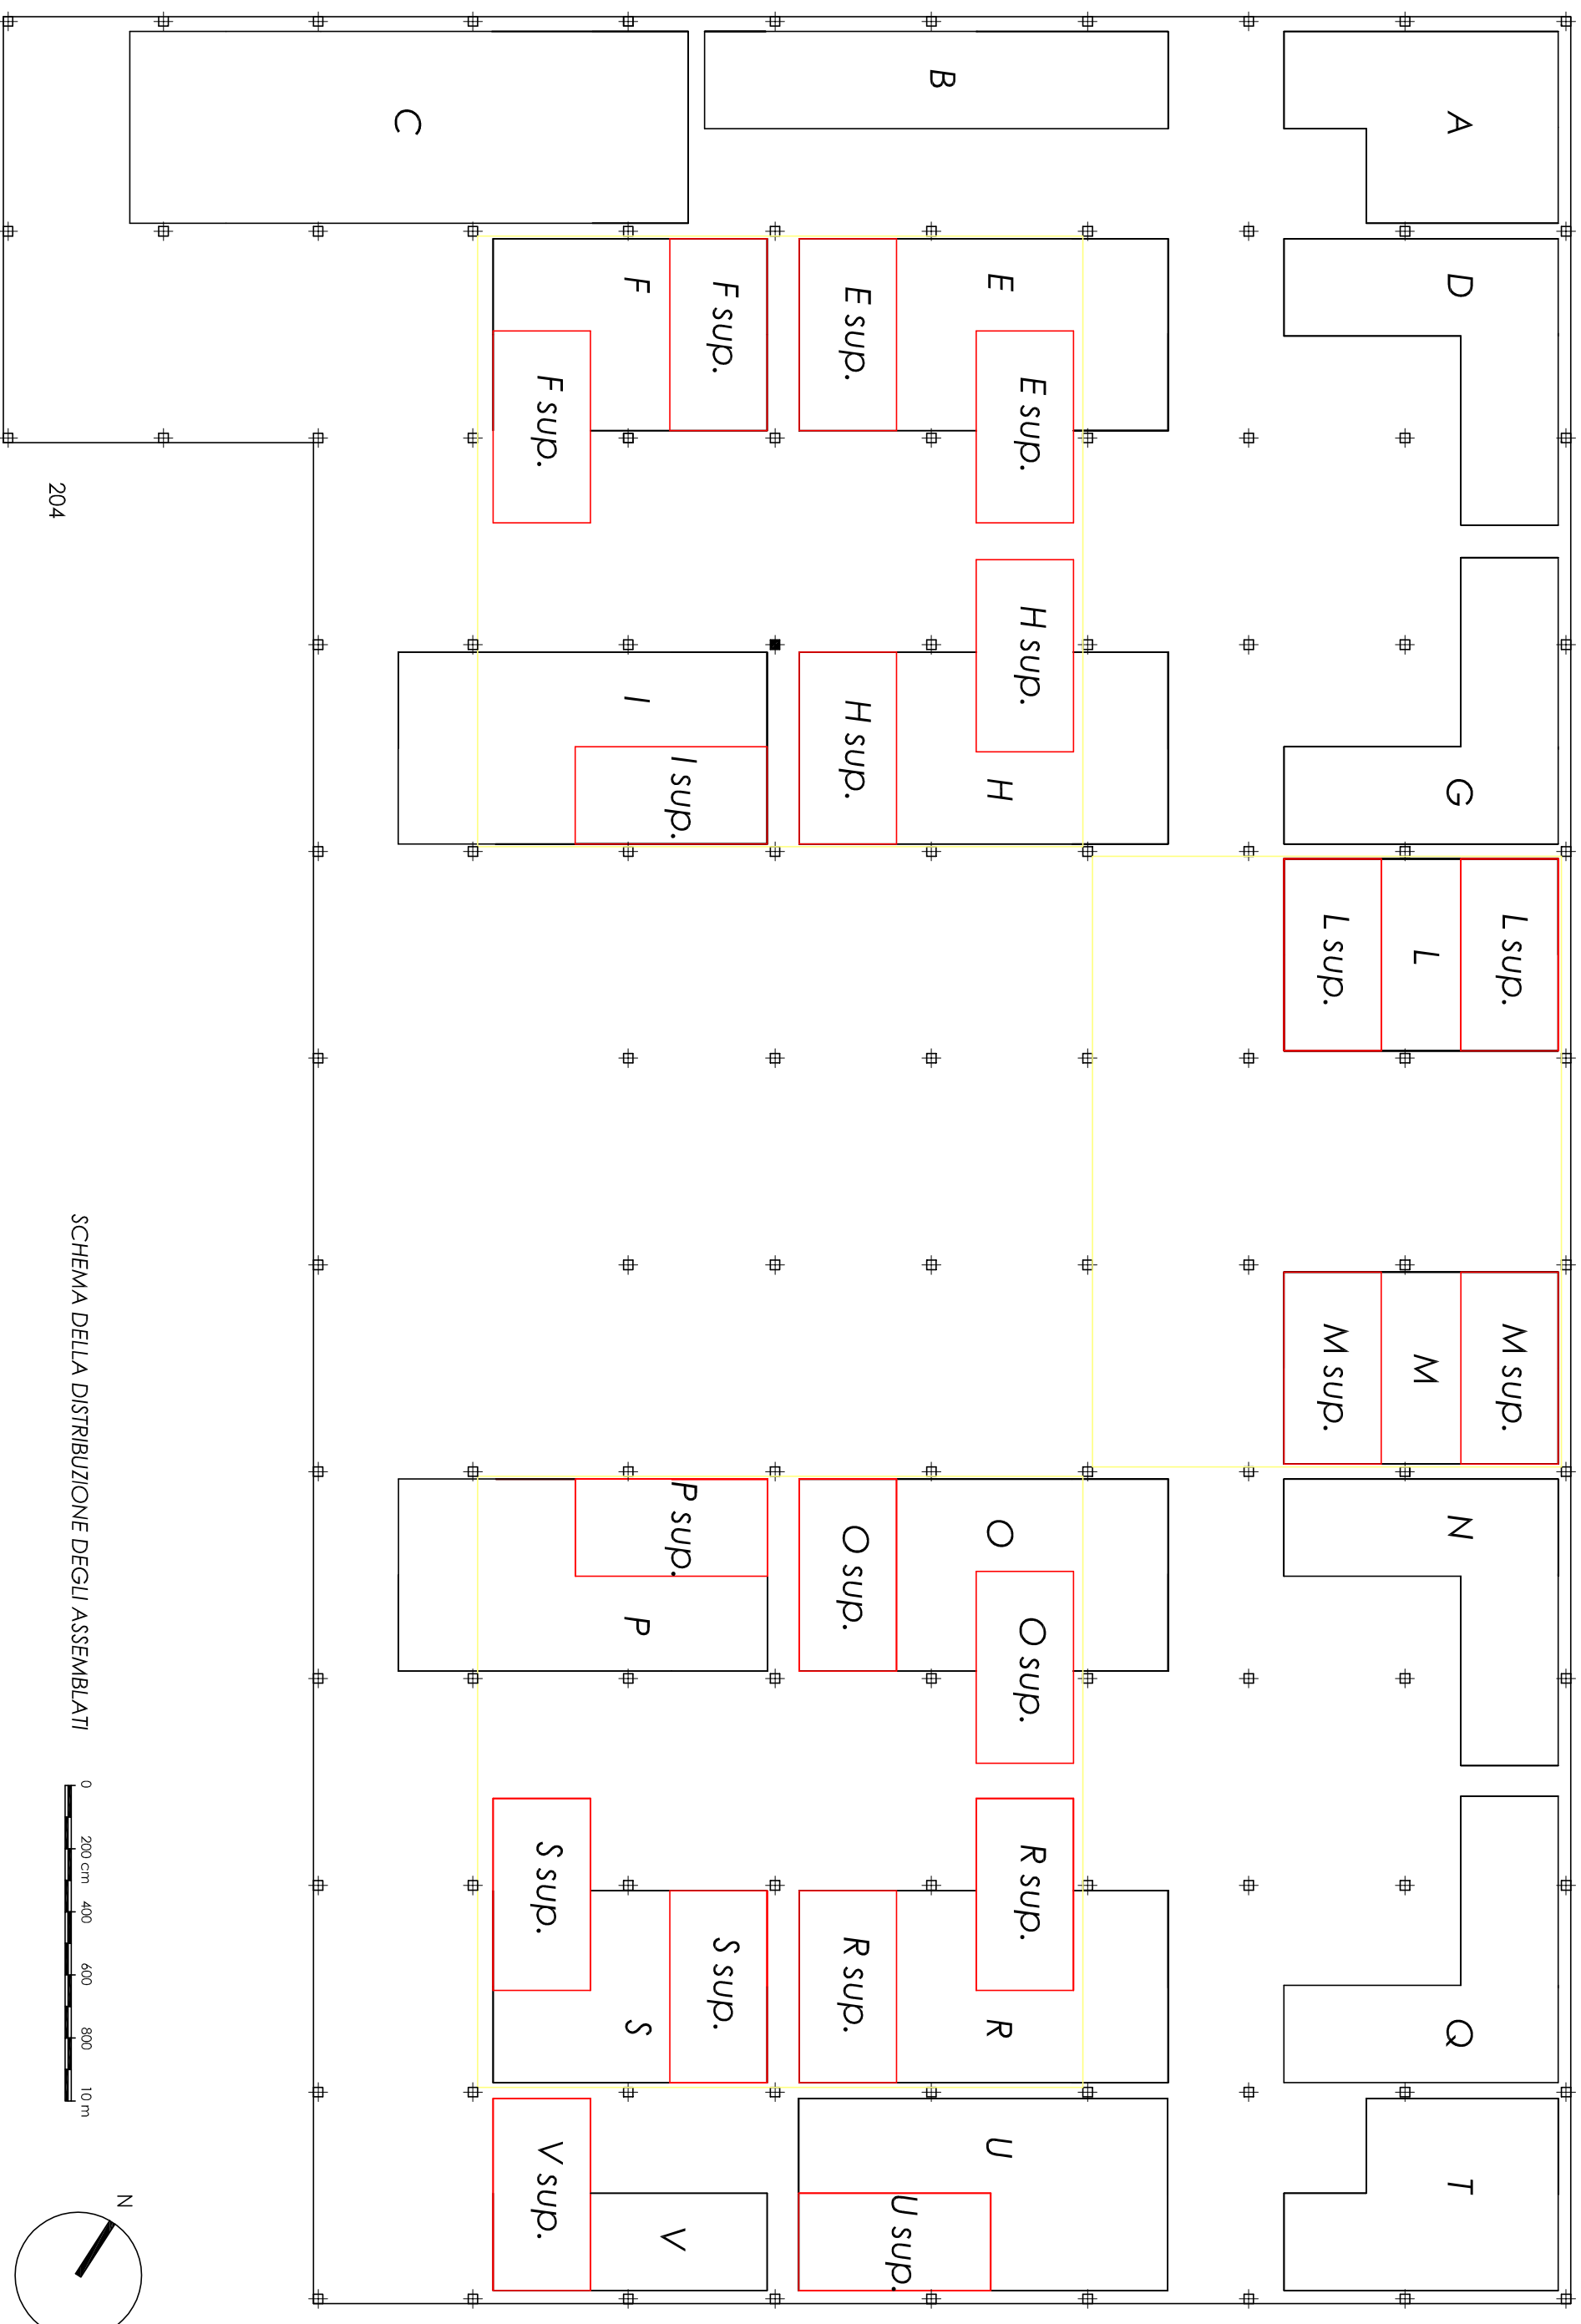 L sup.
M sup.
A
D
G
N
Q
T
L
M
L sup.
M sup.
E sup.
H sup.
O sup.
R sup.
E
H
O
R
U
B
U sup.
E sup.
H sup.
O sup.
R sup.
F sup.
S sup.
I sup.
P sup.
V
F
I
P
S
F sup.
S sup.
V sup.
C
N
0 200 cm 400 600 800 10 m
SCHEMA DELLA DISTRIBUZIONE DEGLI ASSEMBLATI
204